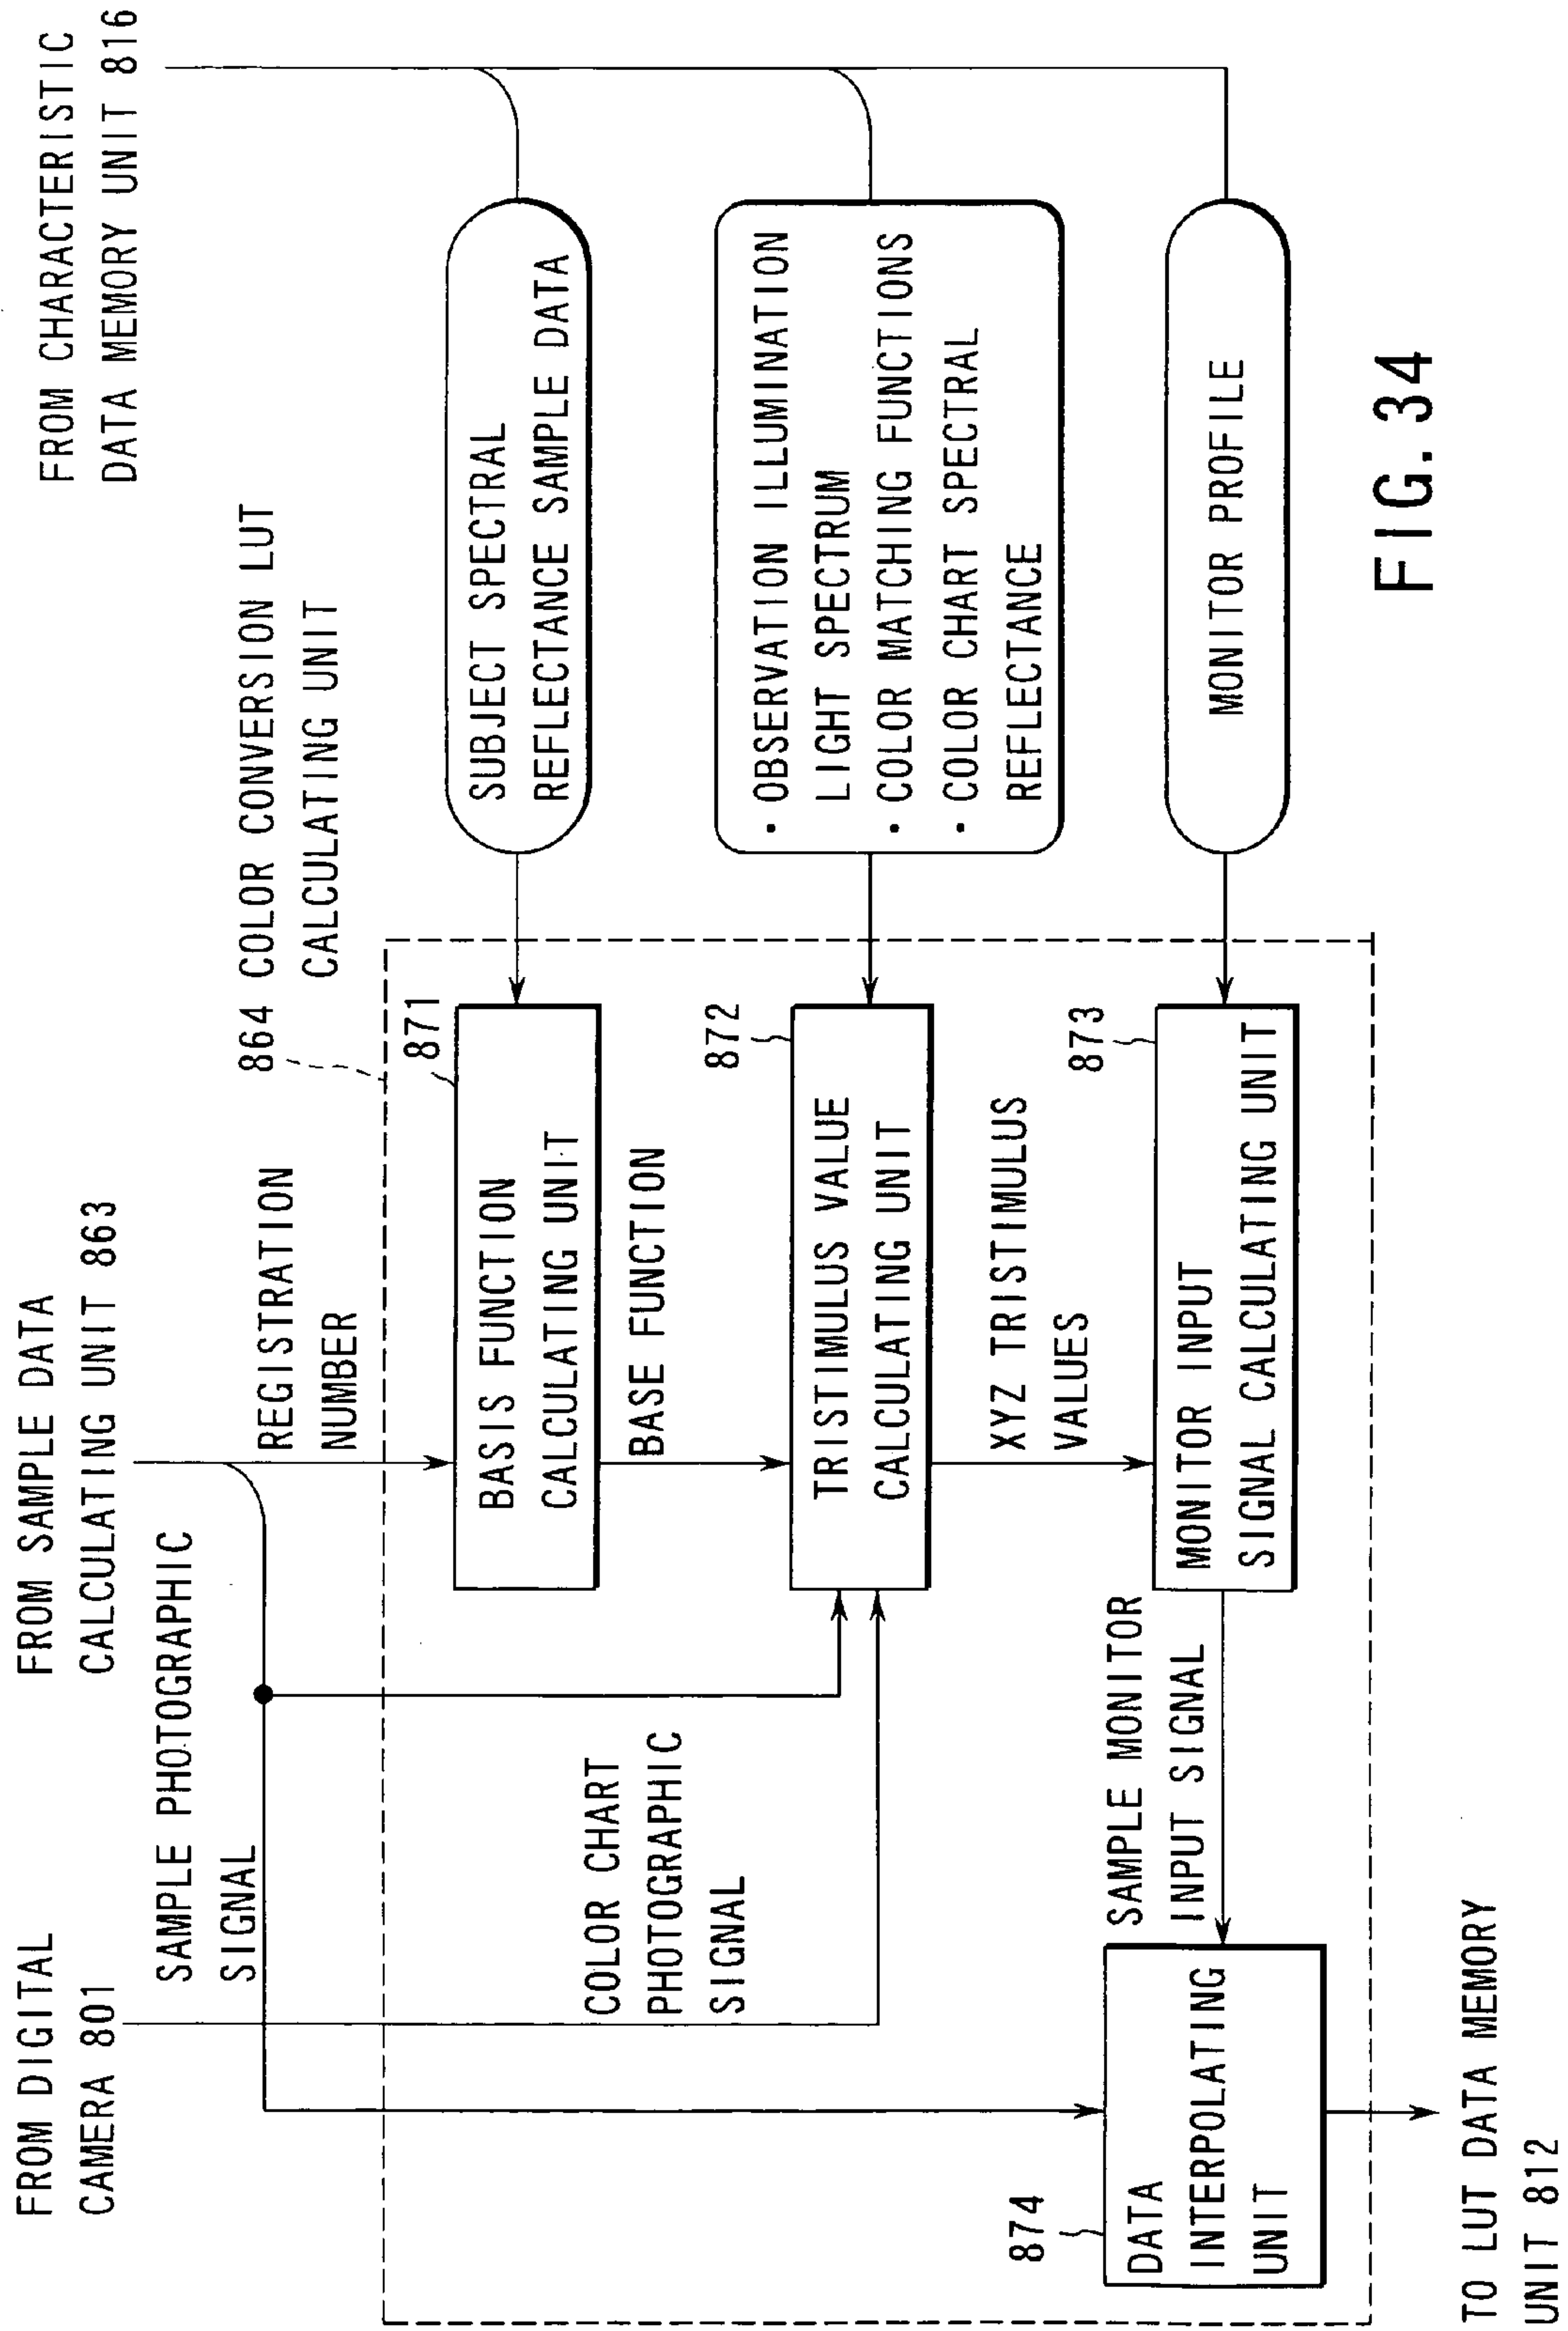 FROM DIGITAL
CAMERA 801
FROM SAMPLE DATA
CALCULATING UNIT 863
FROM CHARACTERISTIC
DATA MEMORY UNIT 816
SAMPLE PHOTOGRAPHIC
SIGNAL
REGISTRATION
NUMBER
864 COLOR CONVERSION LUT
CALCULATING UNIT
871
BASIS FUNCTION
CALCULATING UNIT
SUBJECT SPECTRAL
REFLECTANCE SAMPLE DATA
BASE FUNCTION
COLOR CHART
PHOTOGRAPHIC
SIGNAL
872
TRISTIMULUS VALUE
CALCULATING UNIT
• OBSERVATION ILLUMINATION
LIGHT SPECTRUM
• COLOR MATCHING FUNCTIONS
• COLOR CHART SPECTRAL
REFLECTANCE
XYZ TRISTIMULUS
VALUES
873
MONITOR INPUT
SIGNAL CALCULATING UNIT
MONITOR PROFILE
SAMPLE MONITOR
INPUT SIGNAL
874
DATA
INTERPOLATING
UNIT
TO LUT DATA MEMORY
UNIT 812
FIG. 34